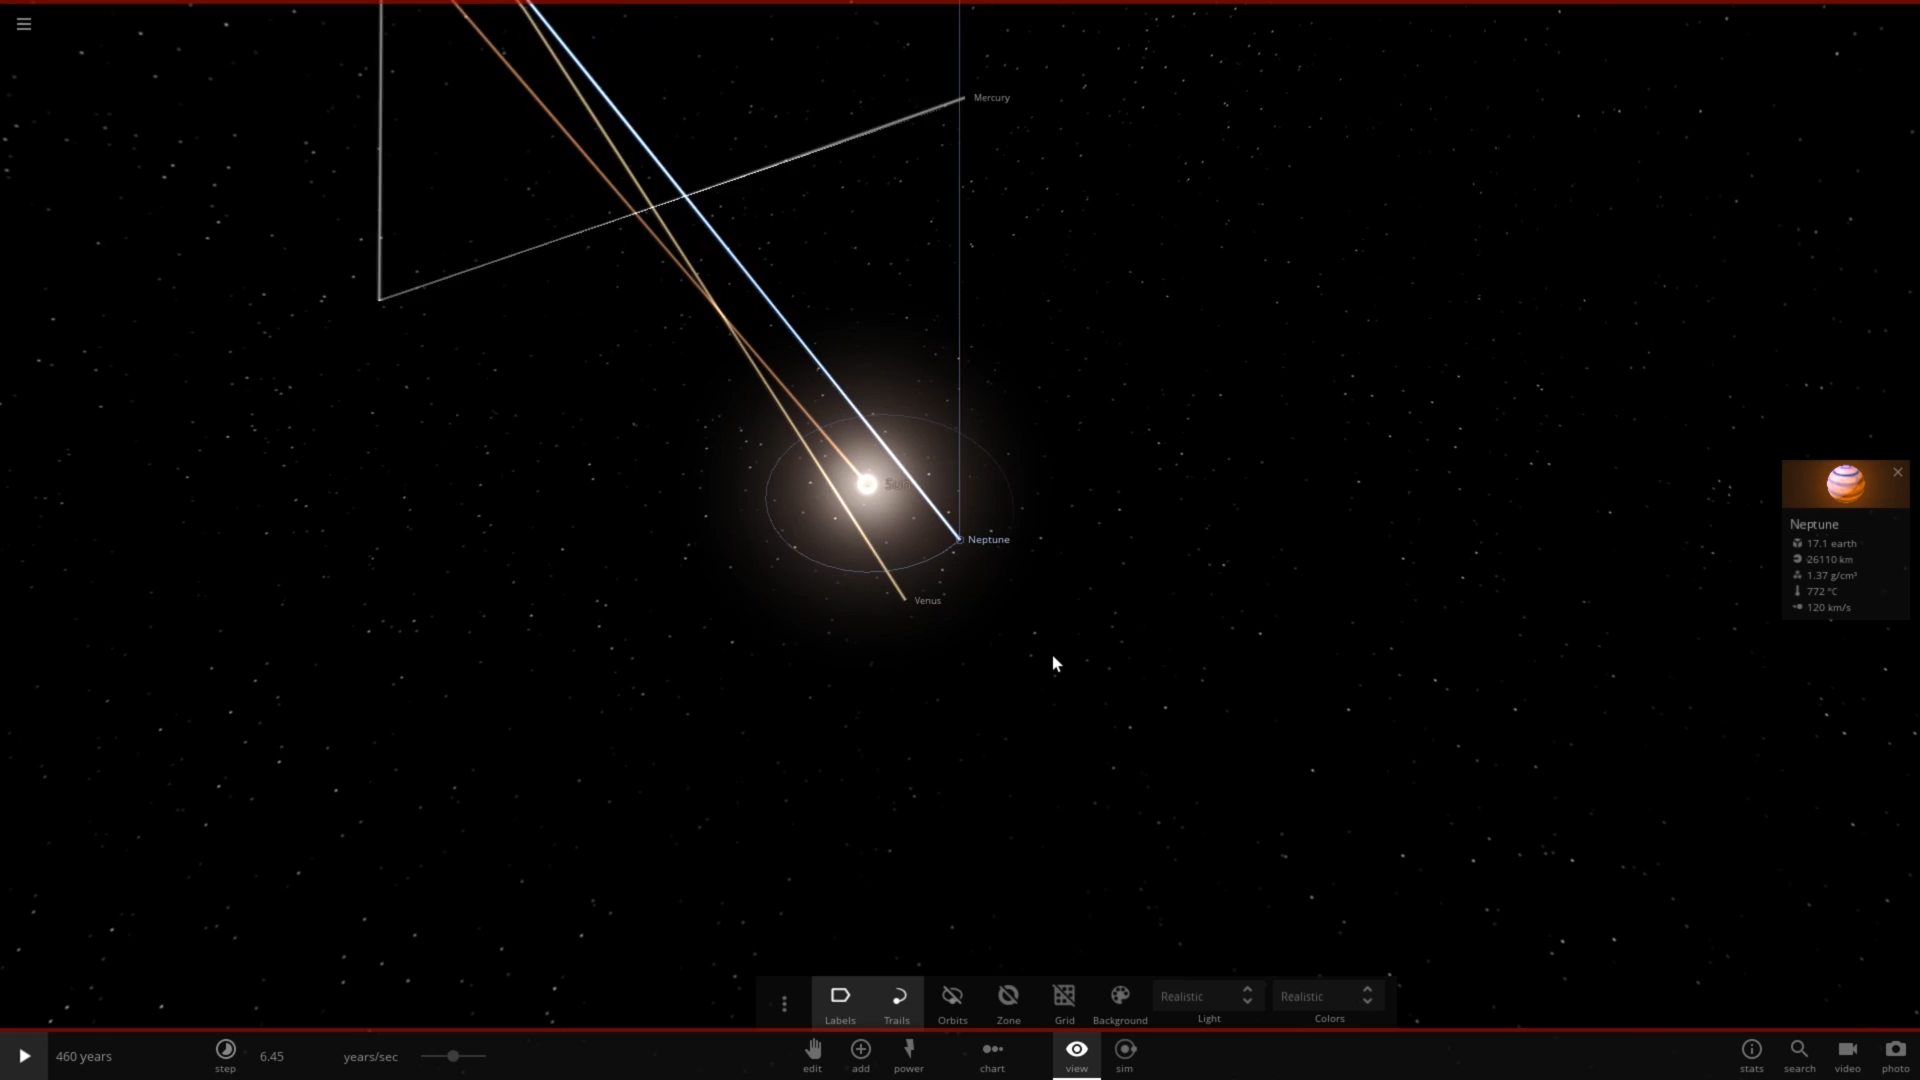 Mercury
Sun
Neptune
Venus
Neptune
17.1 earth
26110 km
1.37 g/cm³
772 °C
120 km/s
Realistic
Realistic
Labels
Trails
Orbits
Zone
Grid
Background
Light
Colors
460 years
step
6.45
years/sec
edit
add
power
chart
view
sim
stats
search
video
photo